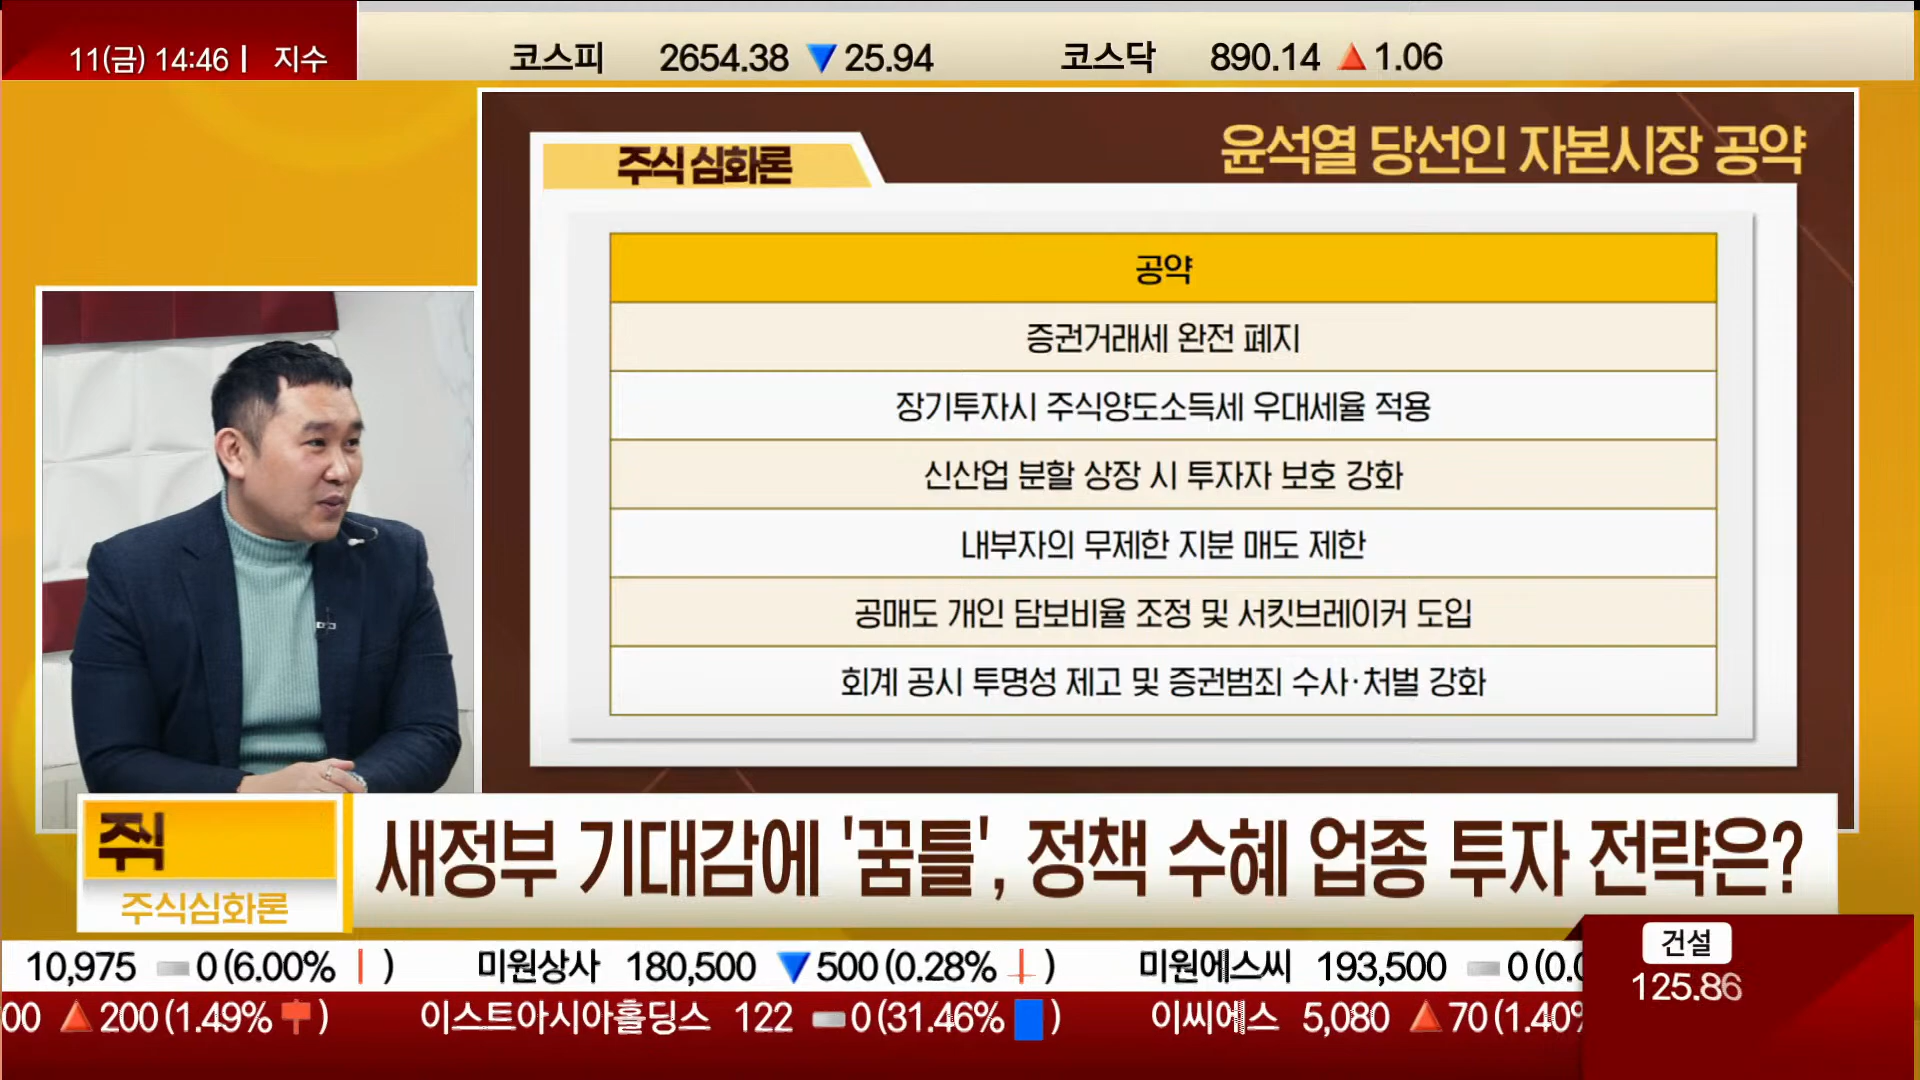 11(금) 14:46 | 지수 코스피 2654.38 ▼ 25.94 코스닥 890.14 ▲ 1.06
윤석열 당선인 자본시장 공약
주식 심화론
공약
증권거래세 완전 폐지
장기투자시 주식양도소득세 우대세율 적용
신산업 분할 상장 시 투자자 보호 강화
내부자의 무제한 지분 매도 제한
공매도 개인 담보비율 조정 및 서킷브레이커 도입
회계 공시 투명성 제고 및 증권범죄 수사·처벌 강화
주식심화론
새정부 기대감에 '꿈틀', 정책 수혜 업종 투자 전략은?
건설
125.86
10,975 0 (6.00% ) 미원상사 180,500 ▼ 500 (0.28% ) 미원에스씨 193,500 0 (0.0
00 ▲ 200 (1.49% ) 이스트아시아홀딩스 122 0 (31.46% ) 이씨에스 5,080 ▲ 70 (1.40%